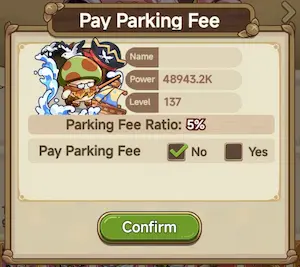 Pay Parking Fee
Name
Power 48943.2K
Level 137
Parking Fee Ratio: 5%
Pay Parking Fee No Yes
Confirm